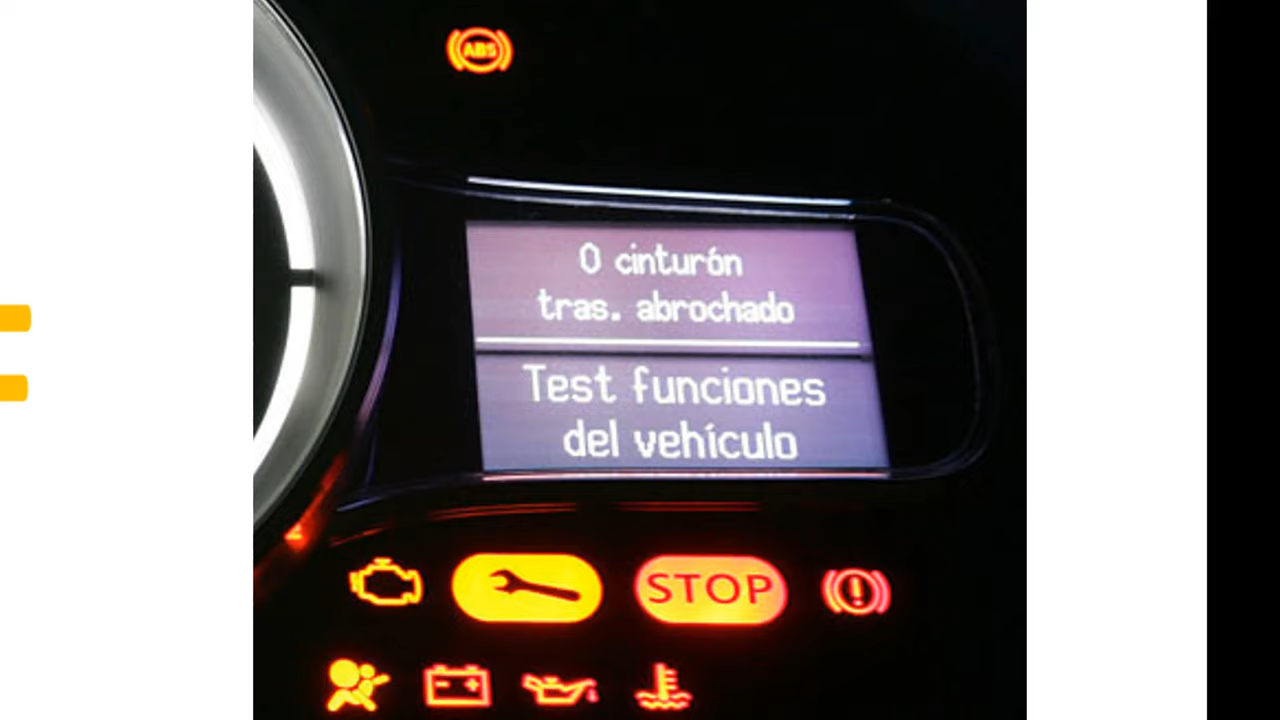 ABS
0 cinturón
tras. abrochado
Test funciones
del vehículo
STOP